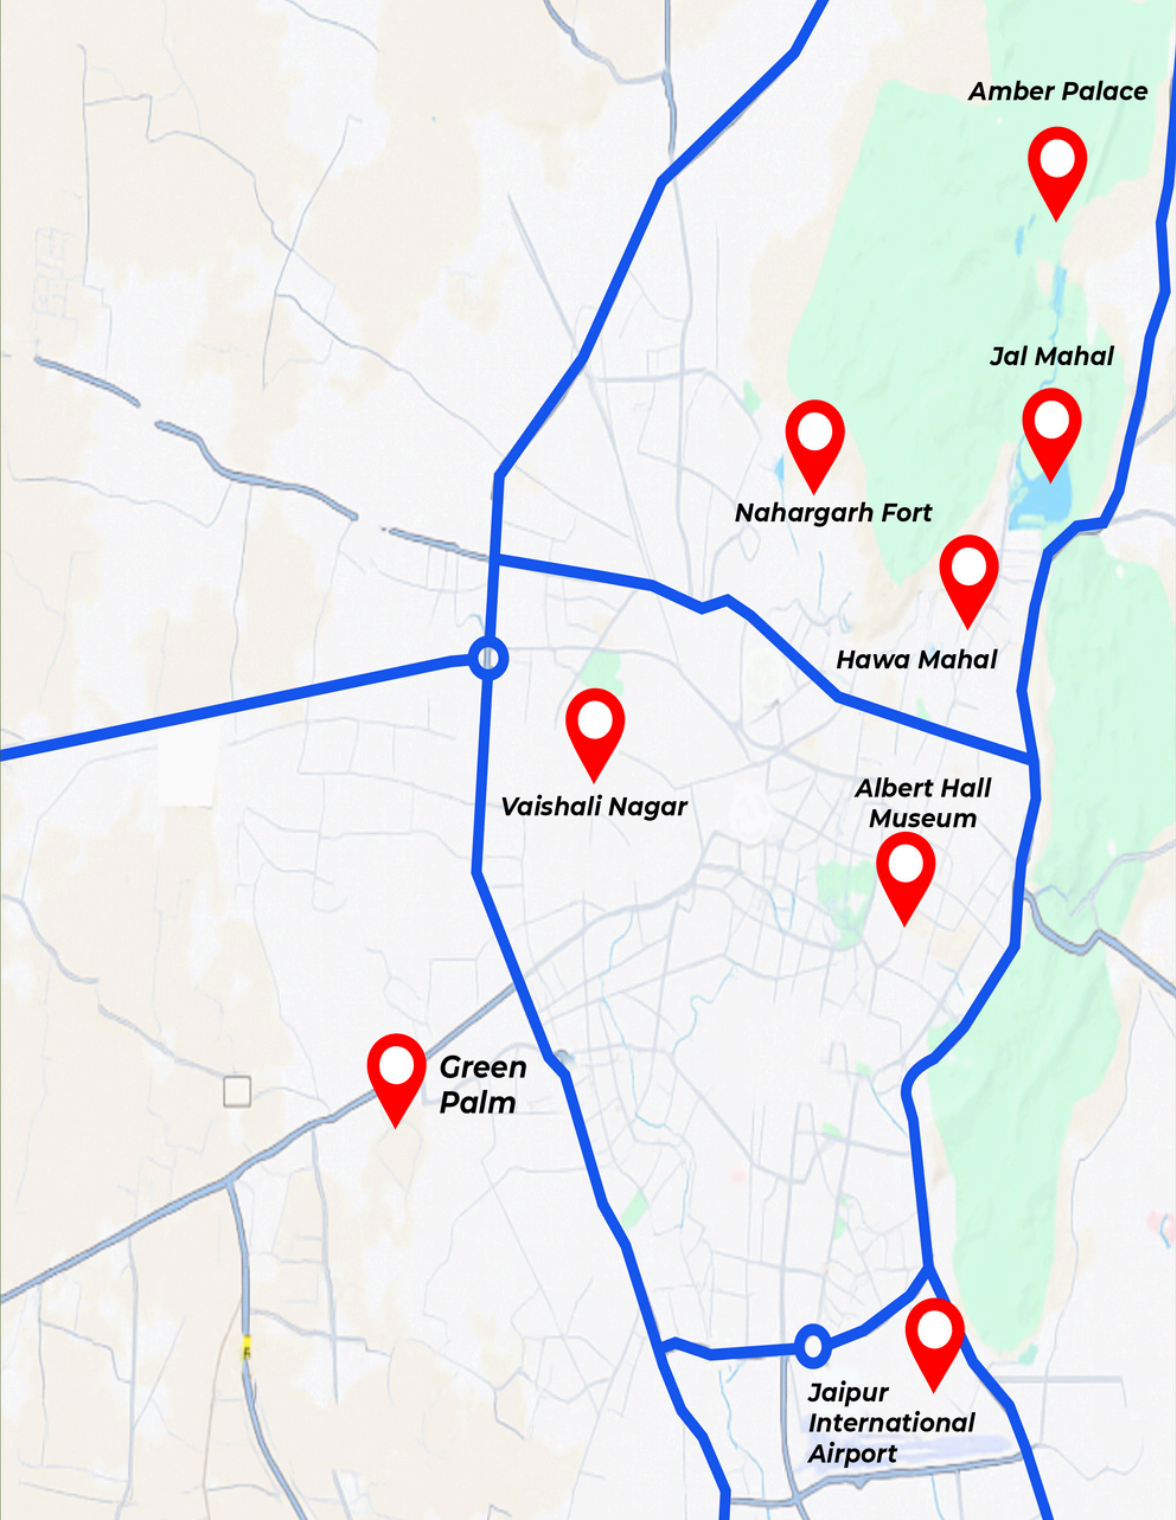 Amber Palace
Jal Mahal
Nahargarh Fort
Hawa Mahal
Vaishali Nagar
Albert Hall
Museum
Green
Palm
Jaipur
International
Airport